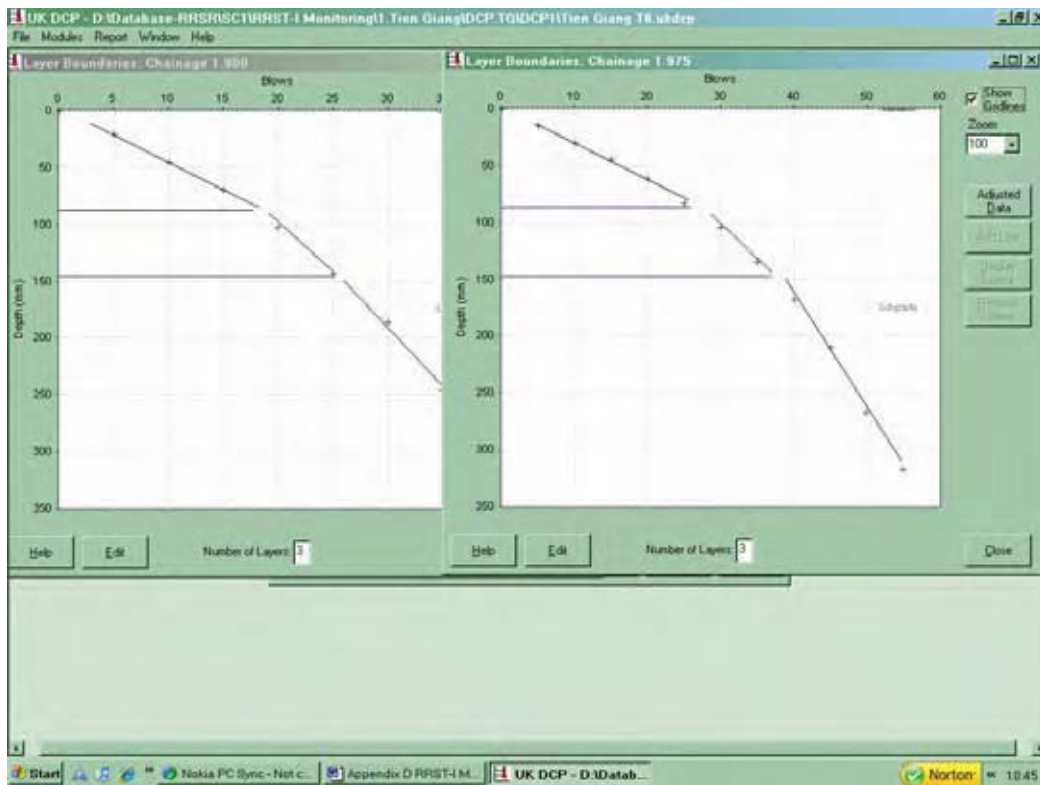 UK DCP - D:\Database-RRSR\SC1\RRST-I Monitoring\1.Tien Giang\DCP.TG\DCP1\Tien Giang T6.ukdcp
File Modules Report Window Help
Layer Boundaries: Chainage 1.900
Blows
0 5 10 15 20 25 30
0
50
100
150
200
250
300
350
Depth (mm)
Help
Edit
Number of Layers: 3
Layer Boundaries: Chainage 1.975
Blows
0 10 20 30 40 50 60
0
50
100
150
200
250
300
350
Depth (mm)
Subgrade
Show
Gridlines
Zoom
100
Adjusted
Data
Help
Edit
Number of Layers: 3
Close
Start
Nokia PC Sync - Not c...
Appendix D RRST-I M...
UK DCP - D:\Datab...
Norton
10:45